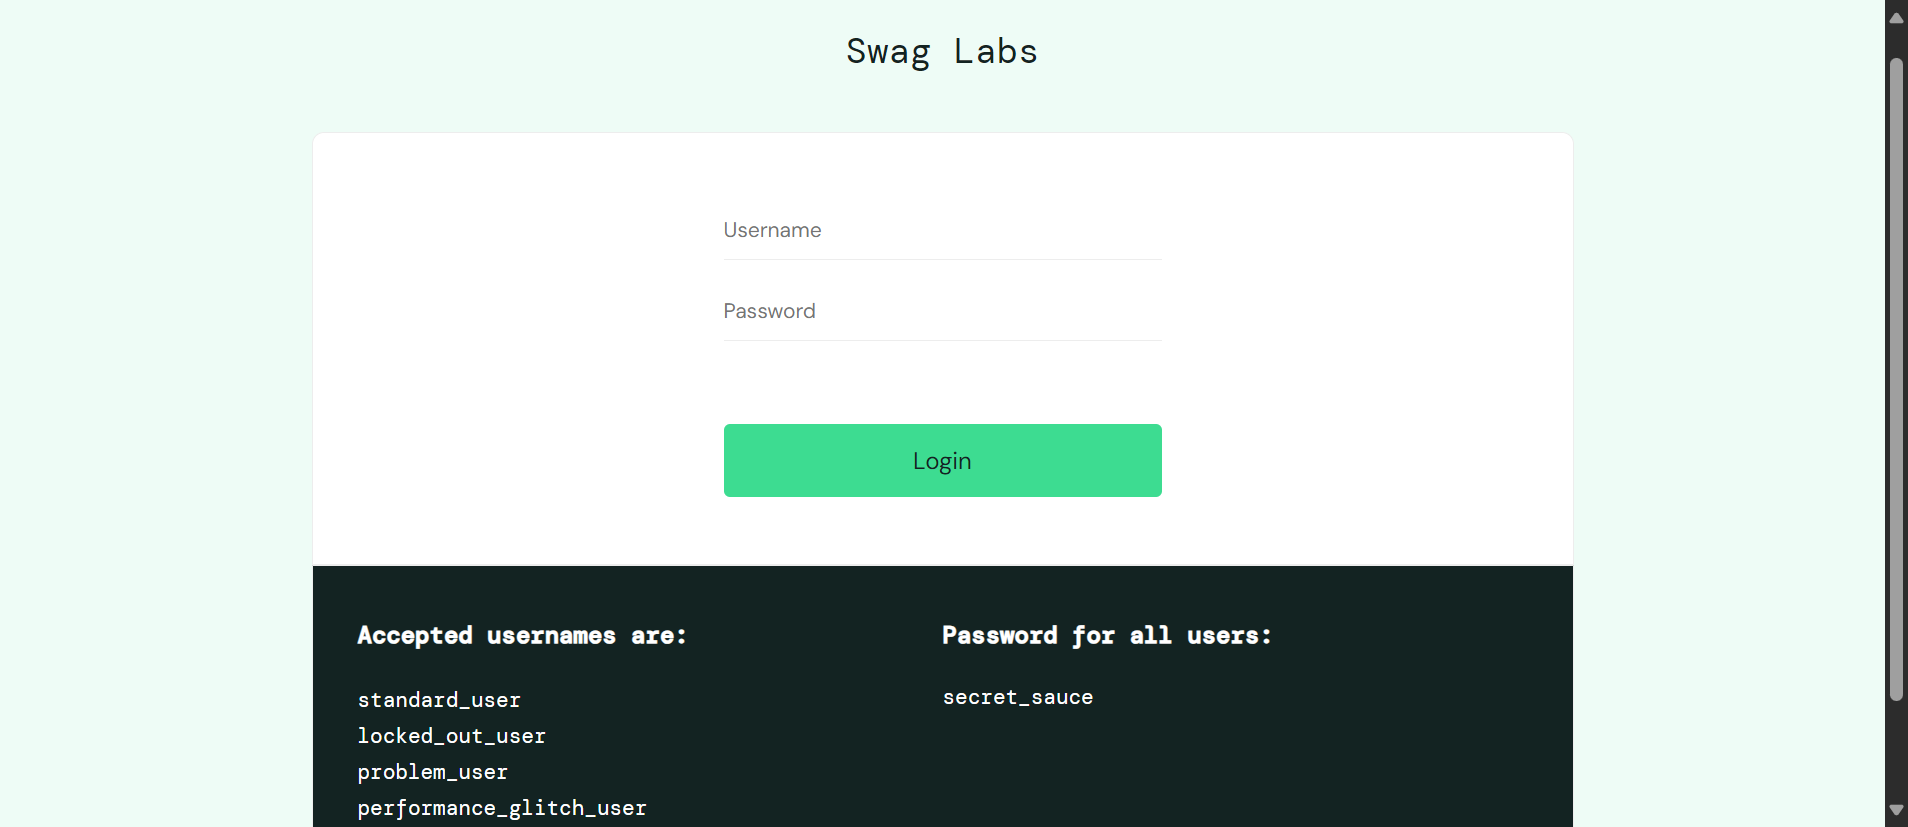 Swag Labs
Username
Password
Login
Accepted usernames are:
standard_user
locked_out_user
problem_user
performance_glitch_user
Password for all users:
secret_sauce